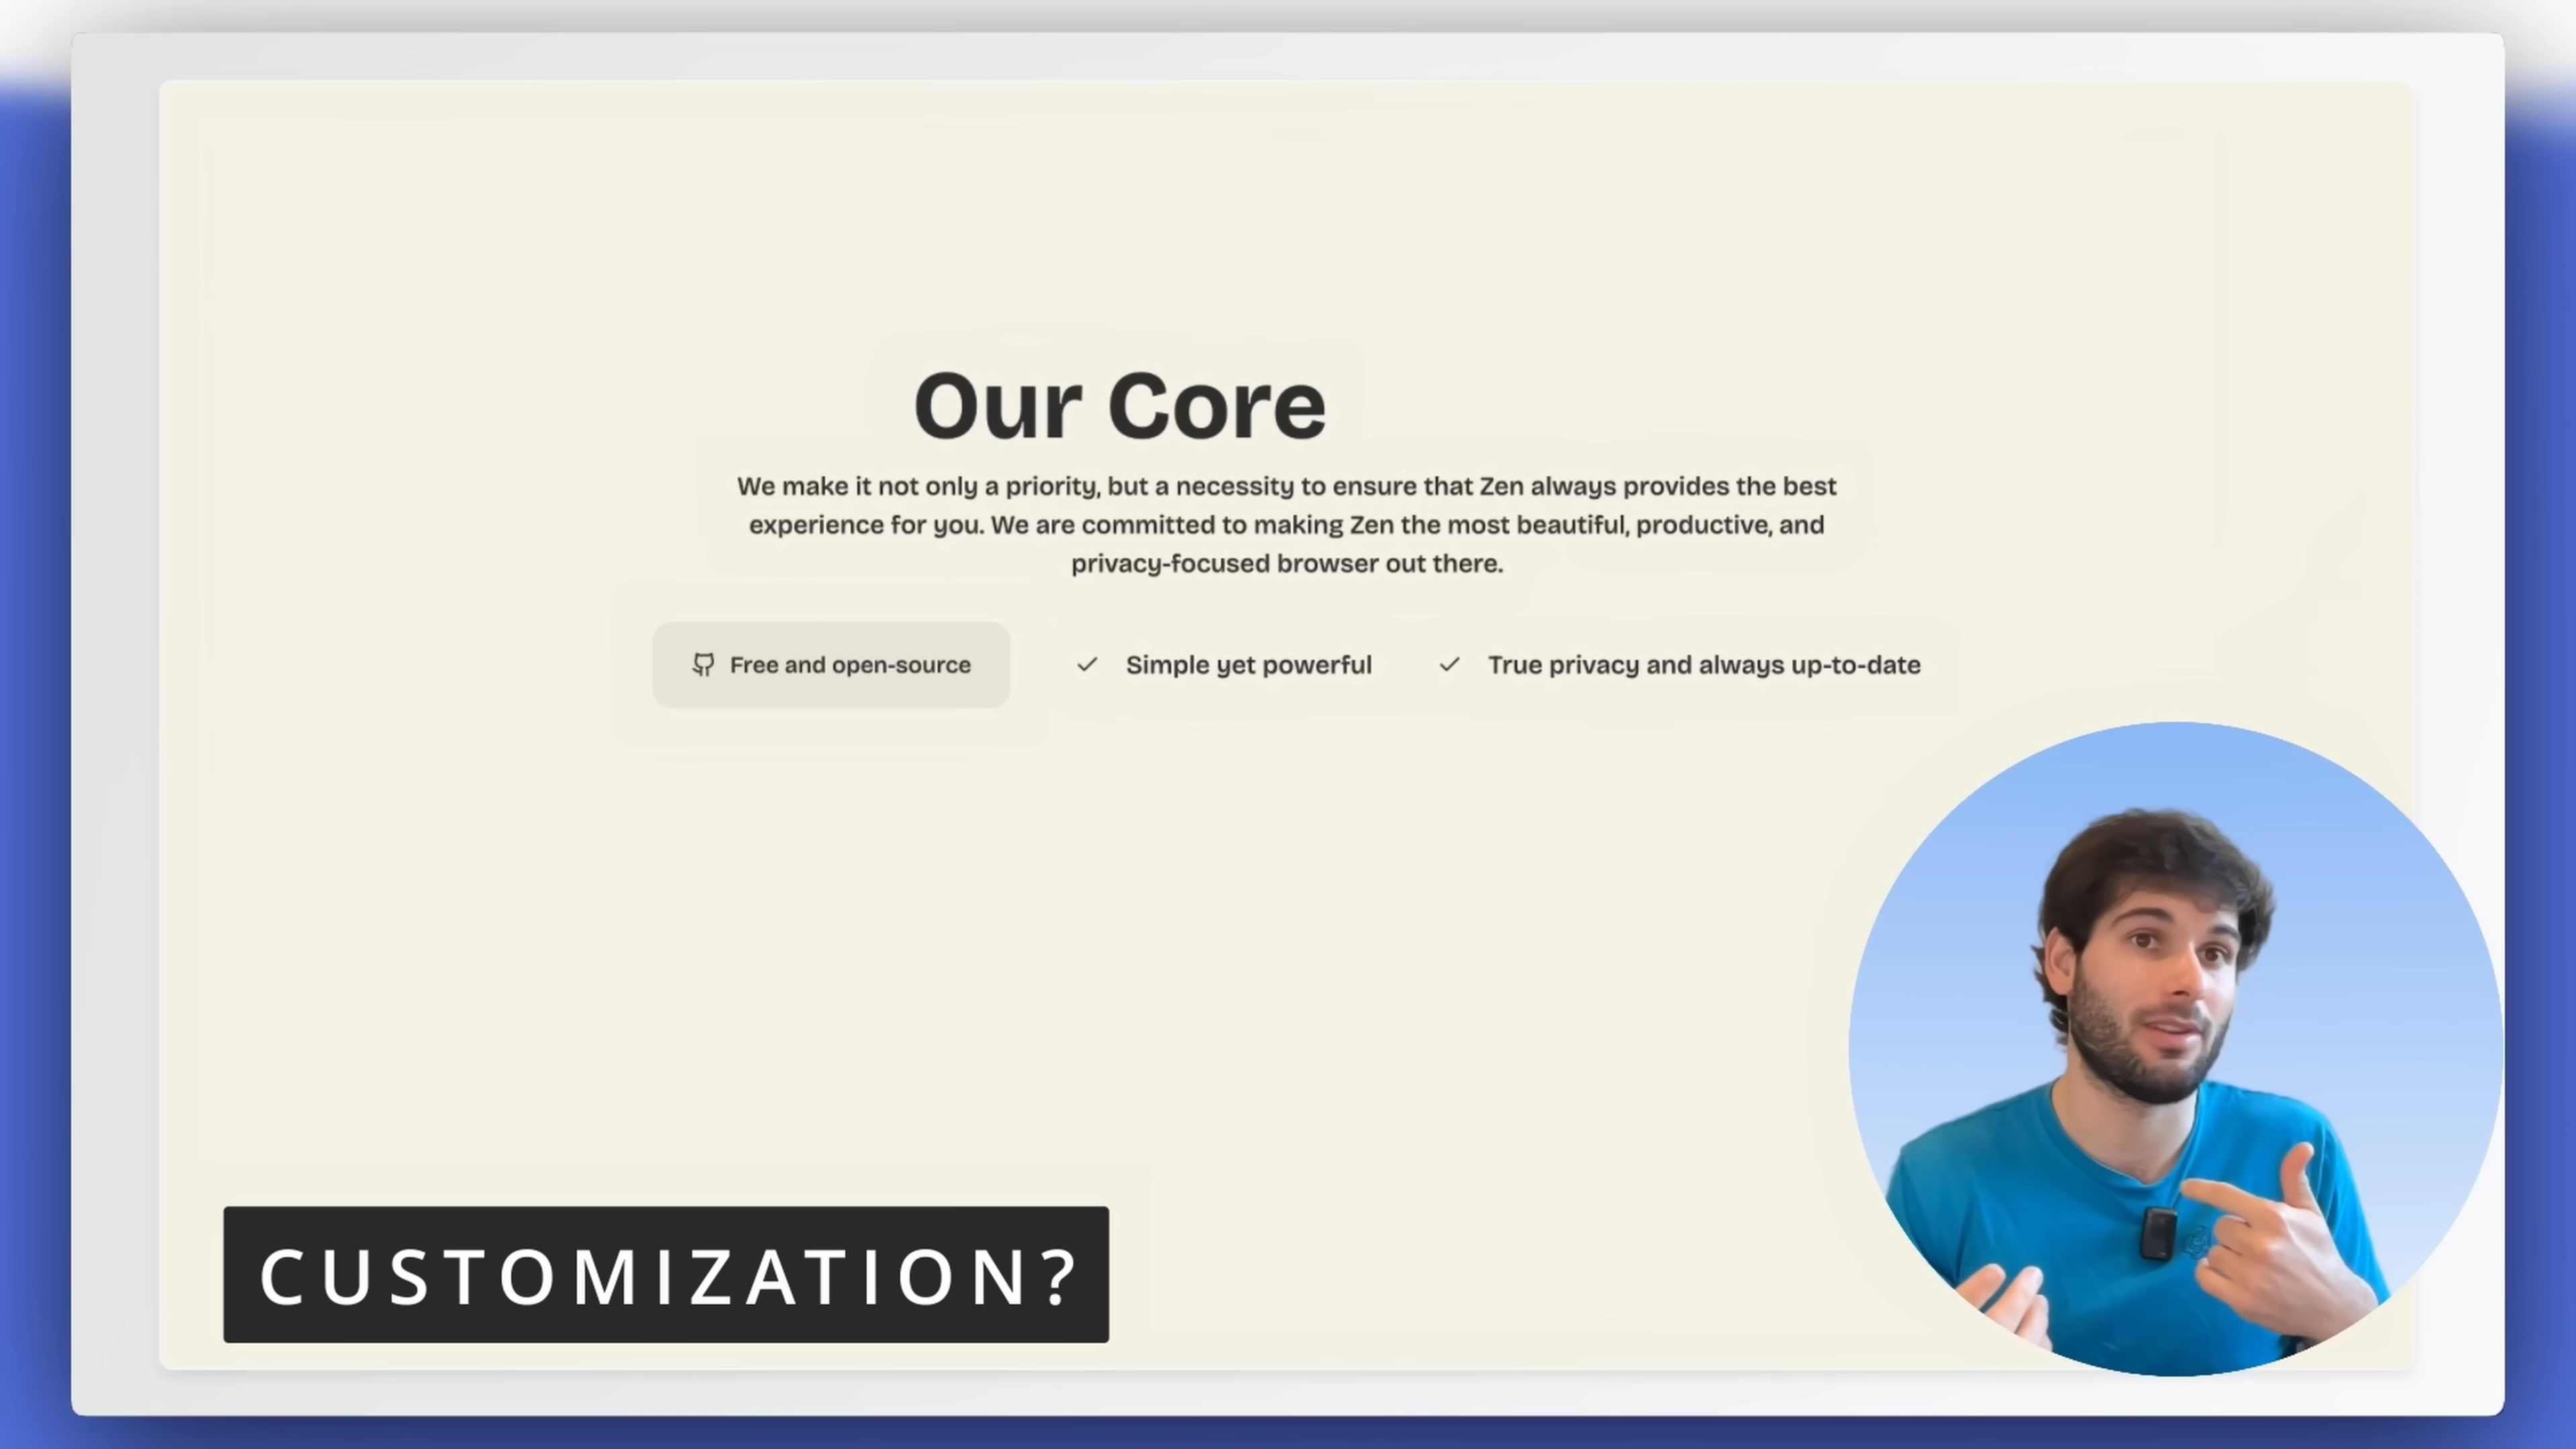 Our Core
We make it not only a priority, but a necessity to ensure that Zen always provides the best
experience for you. We are committed to making Zen the most beautiful, productive, and
privacy-focused browser out there.
Free and open-source
Simple yet powerful
True privacy and always up-to-date
CUSTOMIZATION?